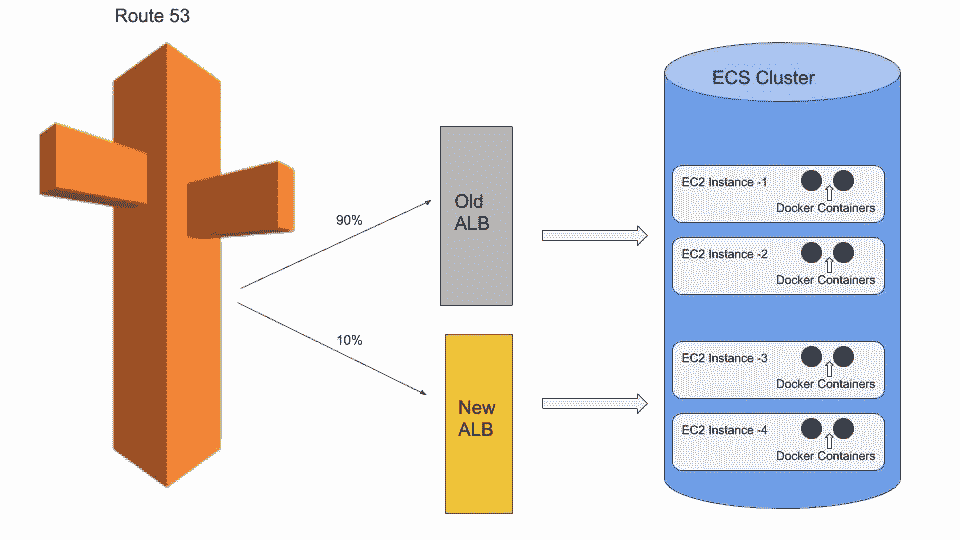 Route 53
ECS Cluster
90%
Old
ALB
10%
New
ALB
EC2 Instance -1
Docker Containers
EC2 Instance -2
Docker Containers
EC2 Instance -3
Docker Containers
EC2 Instance -4
Docker Containers